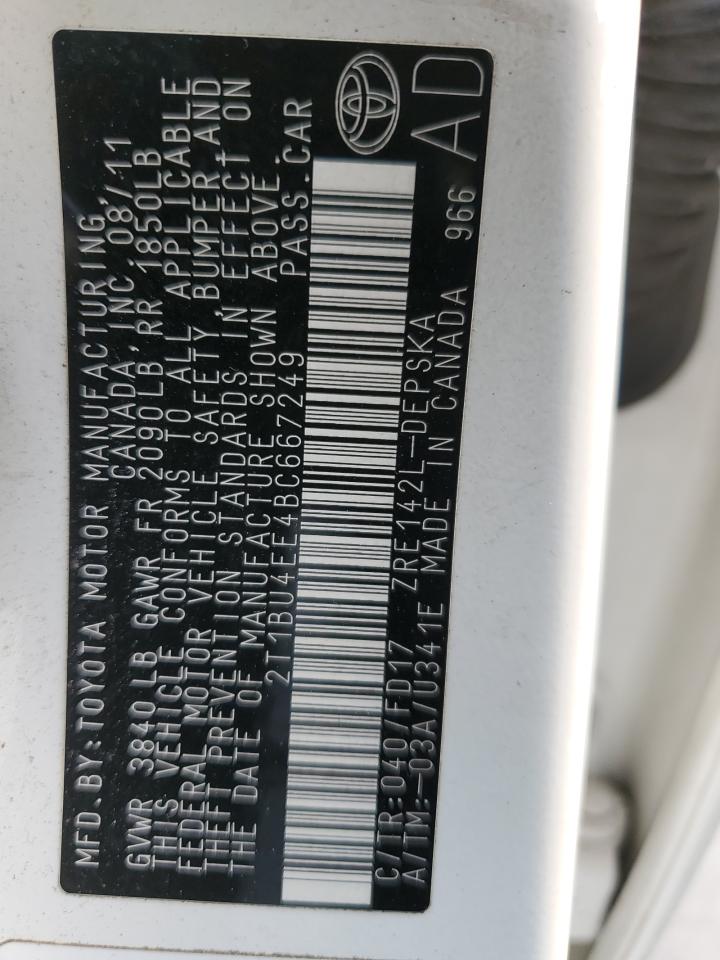 MFD.BY:TOYOTA MOTOR MANUFACTURING
CANADA,INC.08/11
GVWR 3840LB GAWR FR 2090LB RR 1850LB
THIS VEHICLE CONFORMS TO ALL APPLICABLE
FEDERAL MOTOR VEHICLE SAFETY,BUMPER,AND
THEFT PREVENTION STANDARDS IN EFFECT ON
THE DATE OF MANUFACTURE SHOWN ABOVE.
2T1BU4EE4BC667249 PASS.CAR
C/TR:040/FD17 ZRE142L-DEPSKA
A/TM:-03A/U341E MADE IN CANADA 966
AD